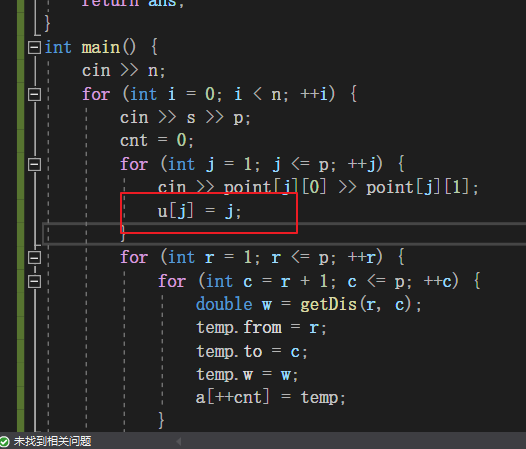 return ans;
}
int main() {
cin >> n;
for (int i = 0; i < n; ++i) {
cin >> s >> p;
cnt = 0;
for (int j = 1; j <= p; ++j) {
cin >> point[j][0] >> point[j][1];
u[j] = j;
}
for (int r = 1; r <= p; ++r) {
for (int c = r + 1; c <= p; ++c) {
double w = getDis(r, c);
temp.from = r;
temp.to = c;
temp.w = w;
a[++cnt] = temp;
}
未找到相关问题